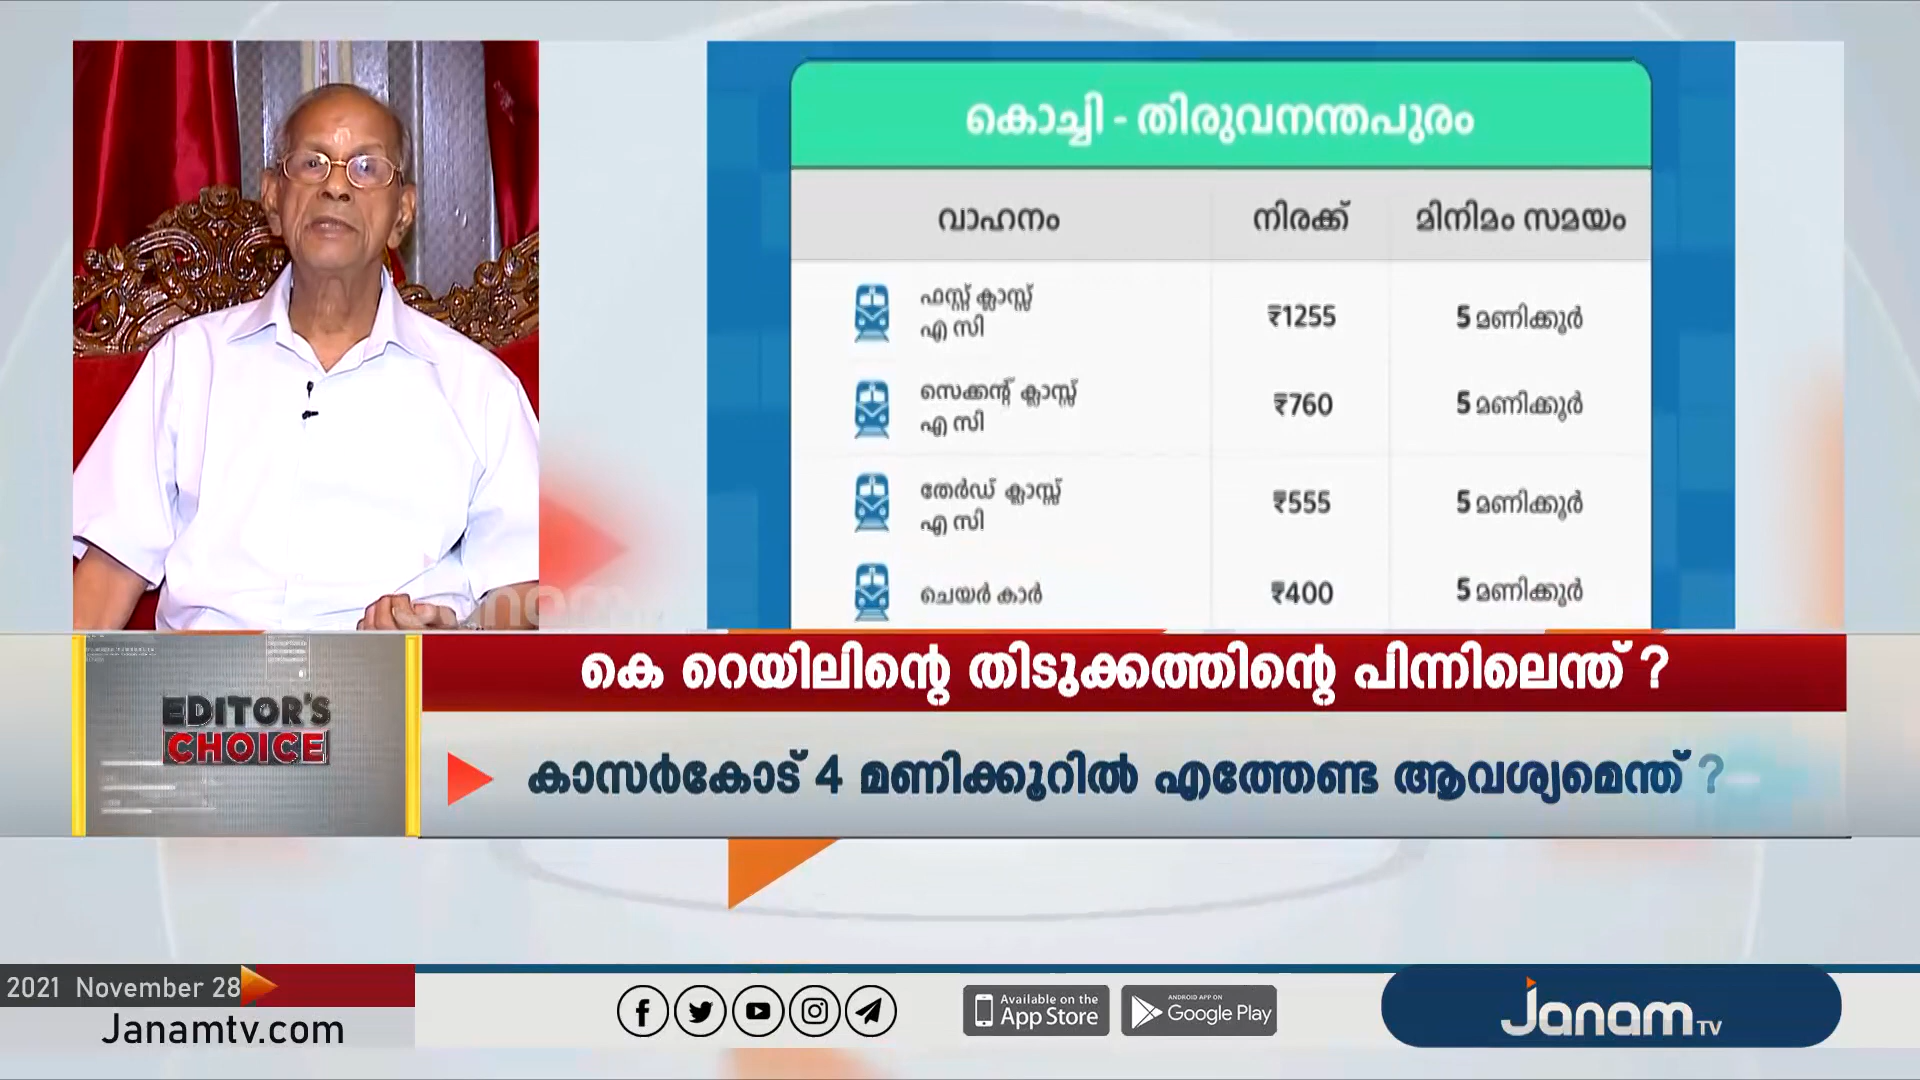 കൊച്ചി - തിരുവനന്തപുരം
വാഹനം നിരക്ക് മിനിമം സമയം
ഫസ്റ്റ് ക്ലാസ്സ്
എ സി
₹1255 5 മണിക്കൂർ
സെക്കന്റ് ക്ലാസ്സ്
എ സി
₹760 5 മണിക്കൂർ
തേർഡ് ക്ലാസ്സ്
എ സി
₹555 5 മണിക്കൂർ
ചെയർ കാർ ₹400 5 മണിക്കൂർ
കെ റെയിലിന്റെ തിടുക്കത്തിന്റെ പിന്നിലെന്ത് ?
EDITOR'S
CHOICE
കാസർകോട് 4 മണിക്കൂറിൽ എത്തേണ്ട ആവശ്യമെന്ത് ?
2021 November 28
Janamtv.com
Available on the
App Store
ANDROID APP ON
Google Play
Janam TV